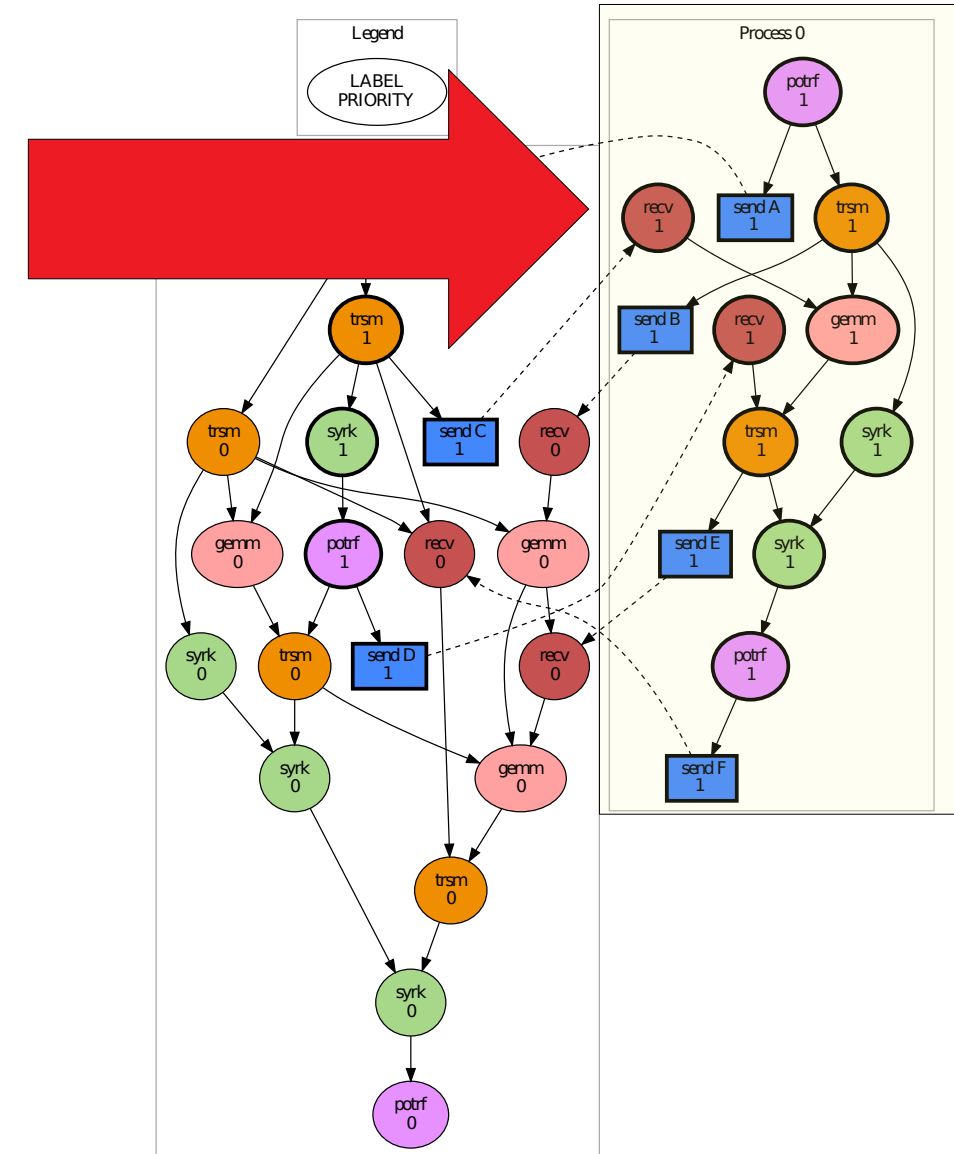 Legend
LABEL
PRIORITY
Process 0
potrf
1
recv
1
send A
1
trsm
1
trsm
1
send B
1
recv
1
gemm
1
trsm
0
syrk
1
send C
1
recv
0
trsm
1
syrk
1
gemm
0
potrf
1
recv
0
gemm
0
send E
1
syrk
1
syrk
0
trsm
0
send D
1
recv
0
potrf
1
syrk
0
gemm
0
send F
1
trsm
0
syrk
0
potrf
0